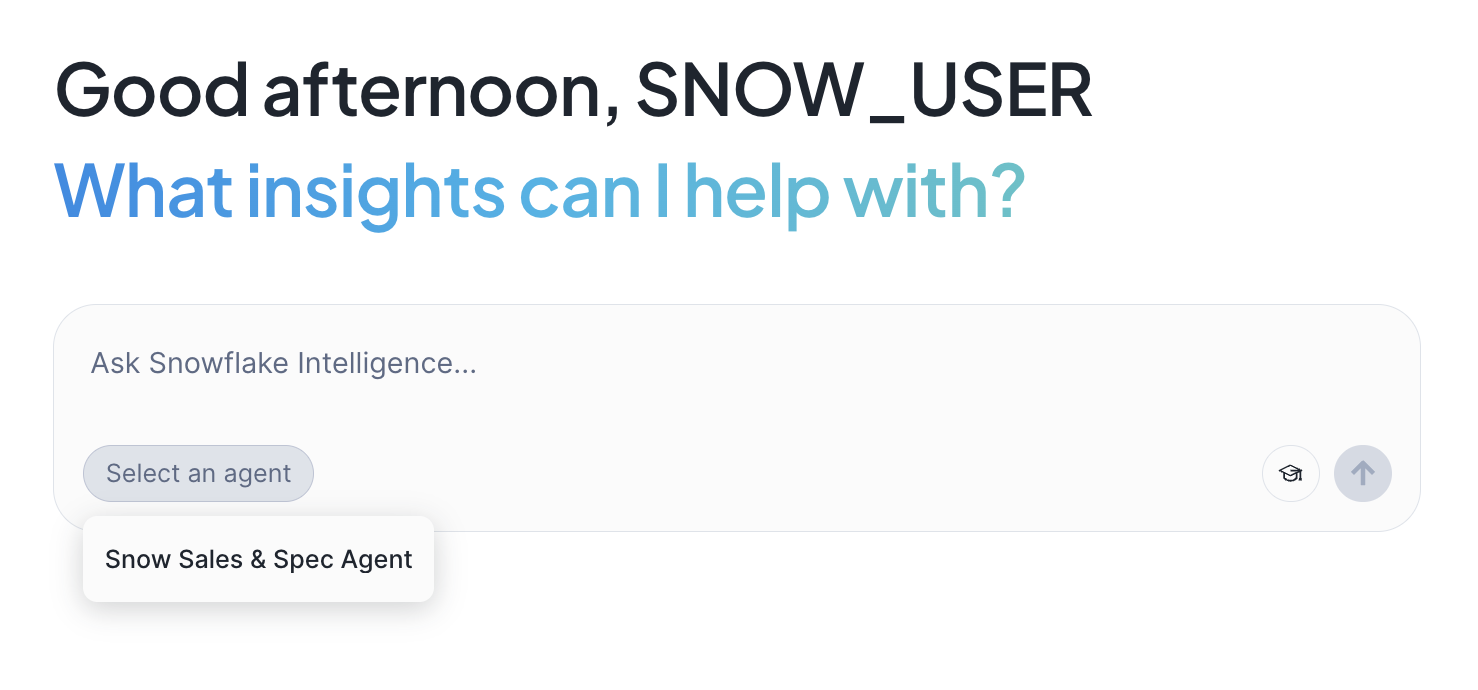 Good afternoon, SNOW_USER
What insights can I help with?
Ask Snowflake Intelligence...
Select an agent
Snow Sales & Spec Agent